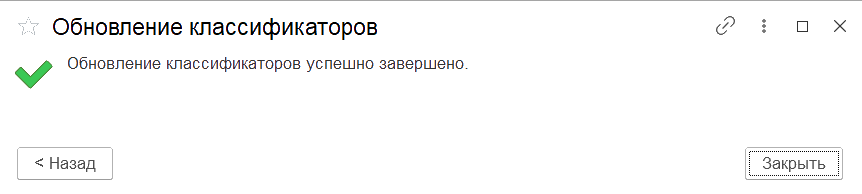 Обновление классификаторов
Обновление классификаторов успешно завершено.
< Назад
Закрыть